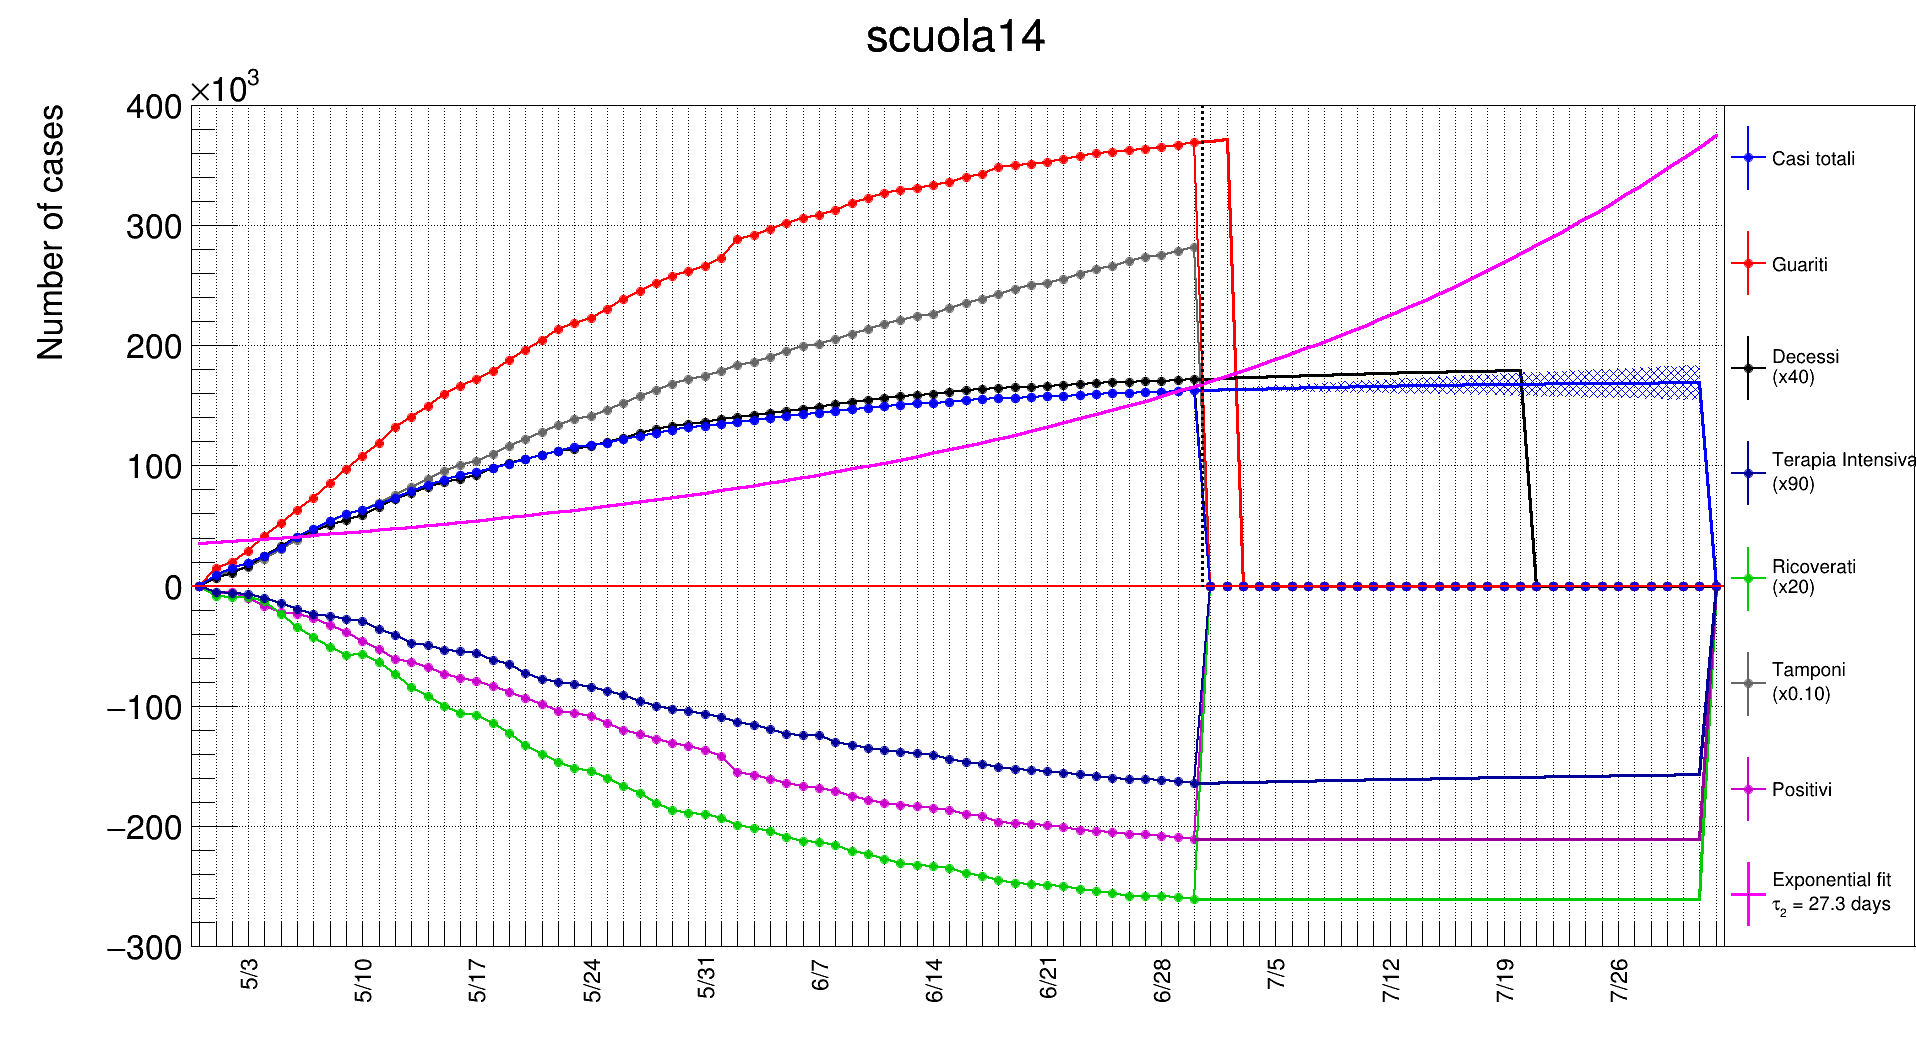 scuola14
×10³
Number of cases
400
300
200
100
0
−100
−200
−300
5/3
5/10
5/17
5/24
5/31
6/7
6/14
6/21
6/28
7/5
7/12
7/19
7/26
Casi totali
Guariti
Decessi
(x40)
Terapia Intensiva
(x90)
Ricoverati
(x20)
Tamponi
(x0.10)
Positivi
Exponential fit
τ₂ = 27.3 days